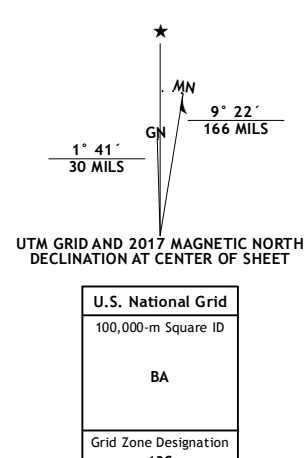 ★
MN
GN
9° 22´
166 MILS
1° 41´
30 MILS
UTM GRID AND 2017 MAGNETIC NORTH
DECLINATION AT CENTER OF SHEET
U.S. National Grid
100,000-m Square ID
BA
Grid Zone Designation